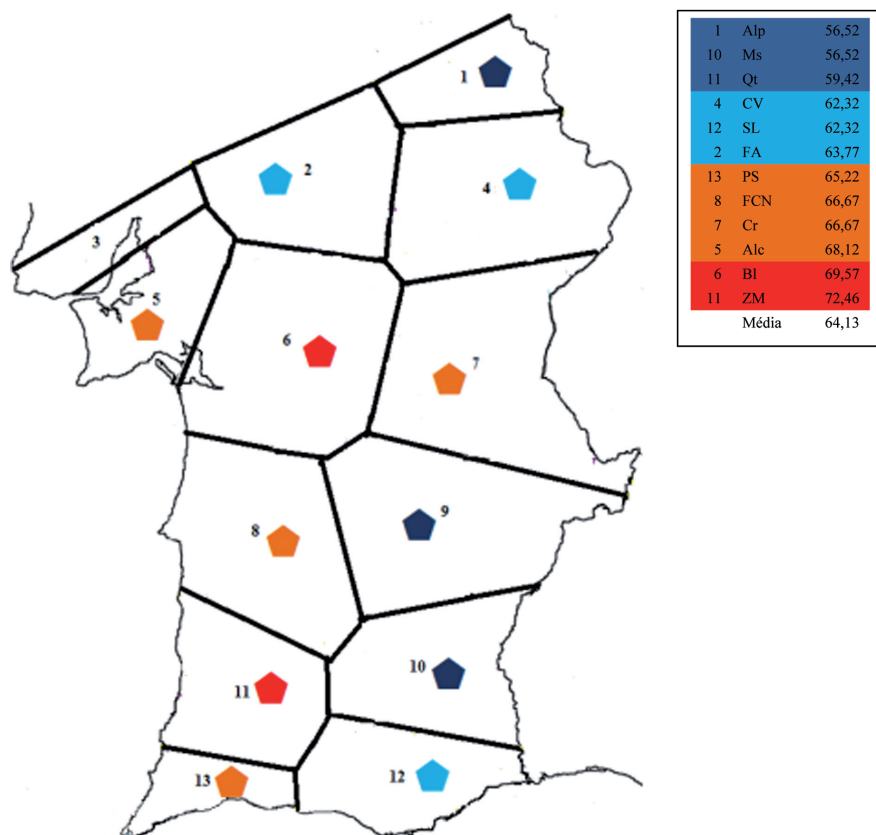 1 Alp 56,52
10 Ms 56,52
11 Qt 59,42
4 CV 62,32
12 SL 62,32
2 FA 63,77
13 PS 65,22
8 FCN 66,67
7 Cr 66,67
5 Alc 68,12
6 Bl 69,57
11 ZM 72,46
Média 64,13
1
2
4
3
5
6
7
9
8
10
11
12
13